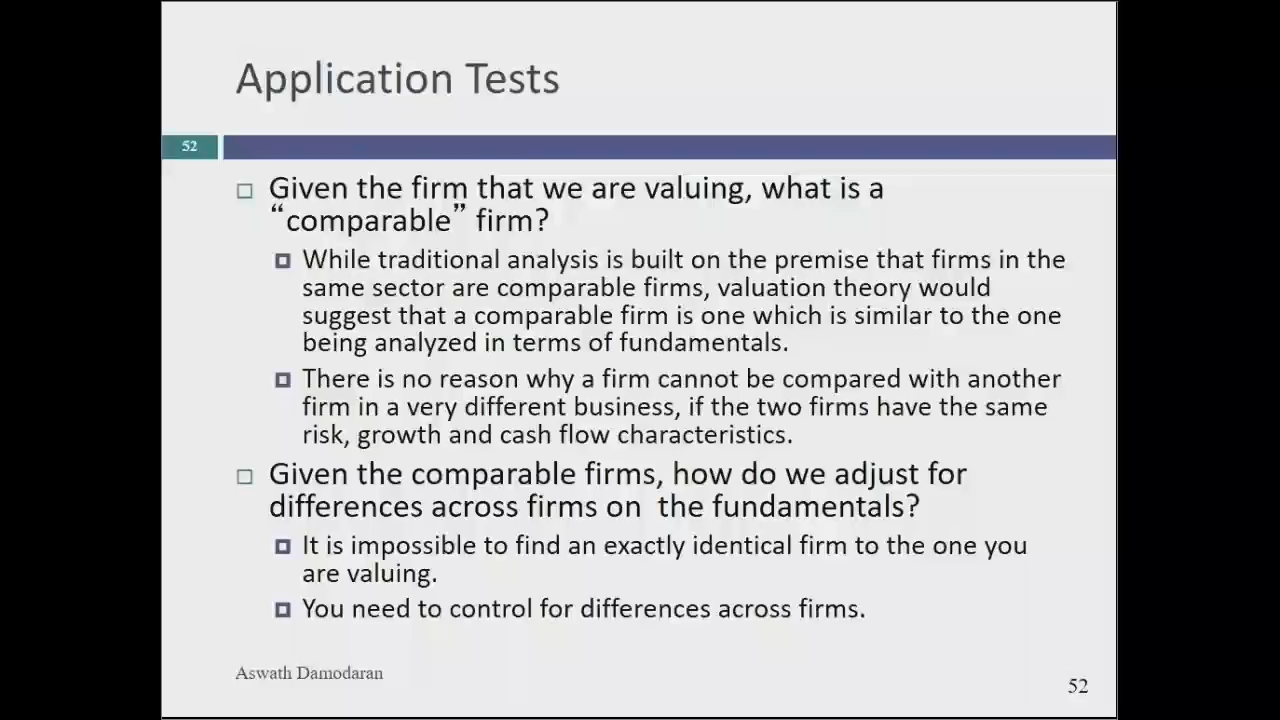 Application Tests
52
Given the firm that we are valuing, what is a
“comparable” firm?
While traditional analysis is built on the premise that firms in the
same sector are comparable firms, valuation theory would
suggest that a comparable firm is one which is similar to the one
being analyzed in terms of fundamentals.
There is no reason why a firm cannot be compared with another
firm in a very different business, if the two firms have the same
risk, growth and cash flow characteristics.
Given the comparable firms, how do we adjust for
differences across firms on  the fundamentals?
It is impossible to find an exactly identical firm to the one you
are valuing.
You need to control for differences across firms.
Aswath Damodaran
52